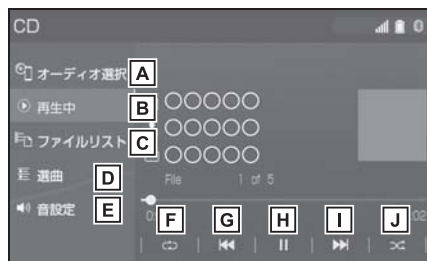 CD
オーディオ選択 A
再生中 B
ファイルリスト C
選曲 D
音設定 E
○○○○○
○○○○○
○○○○○
File 1 of 5
F G H I J